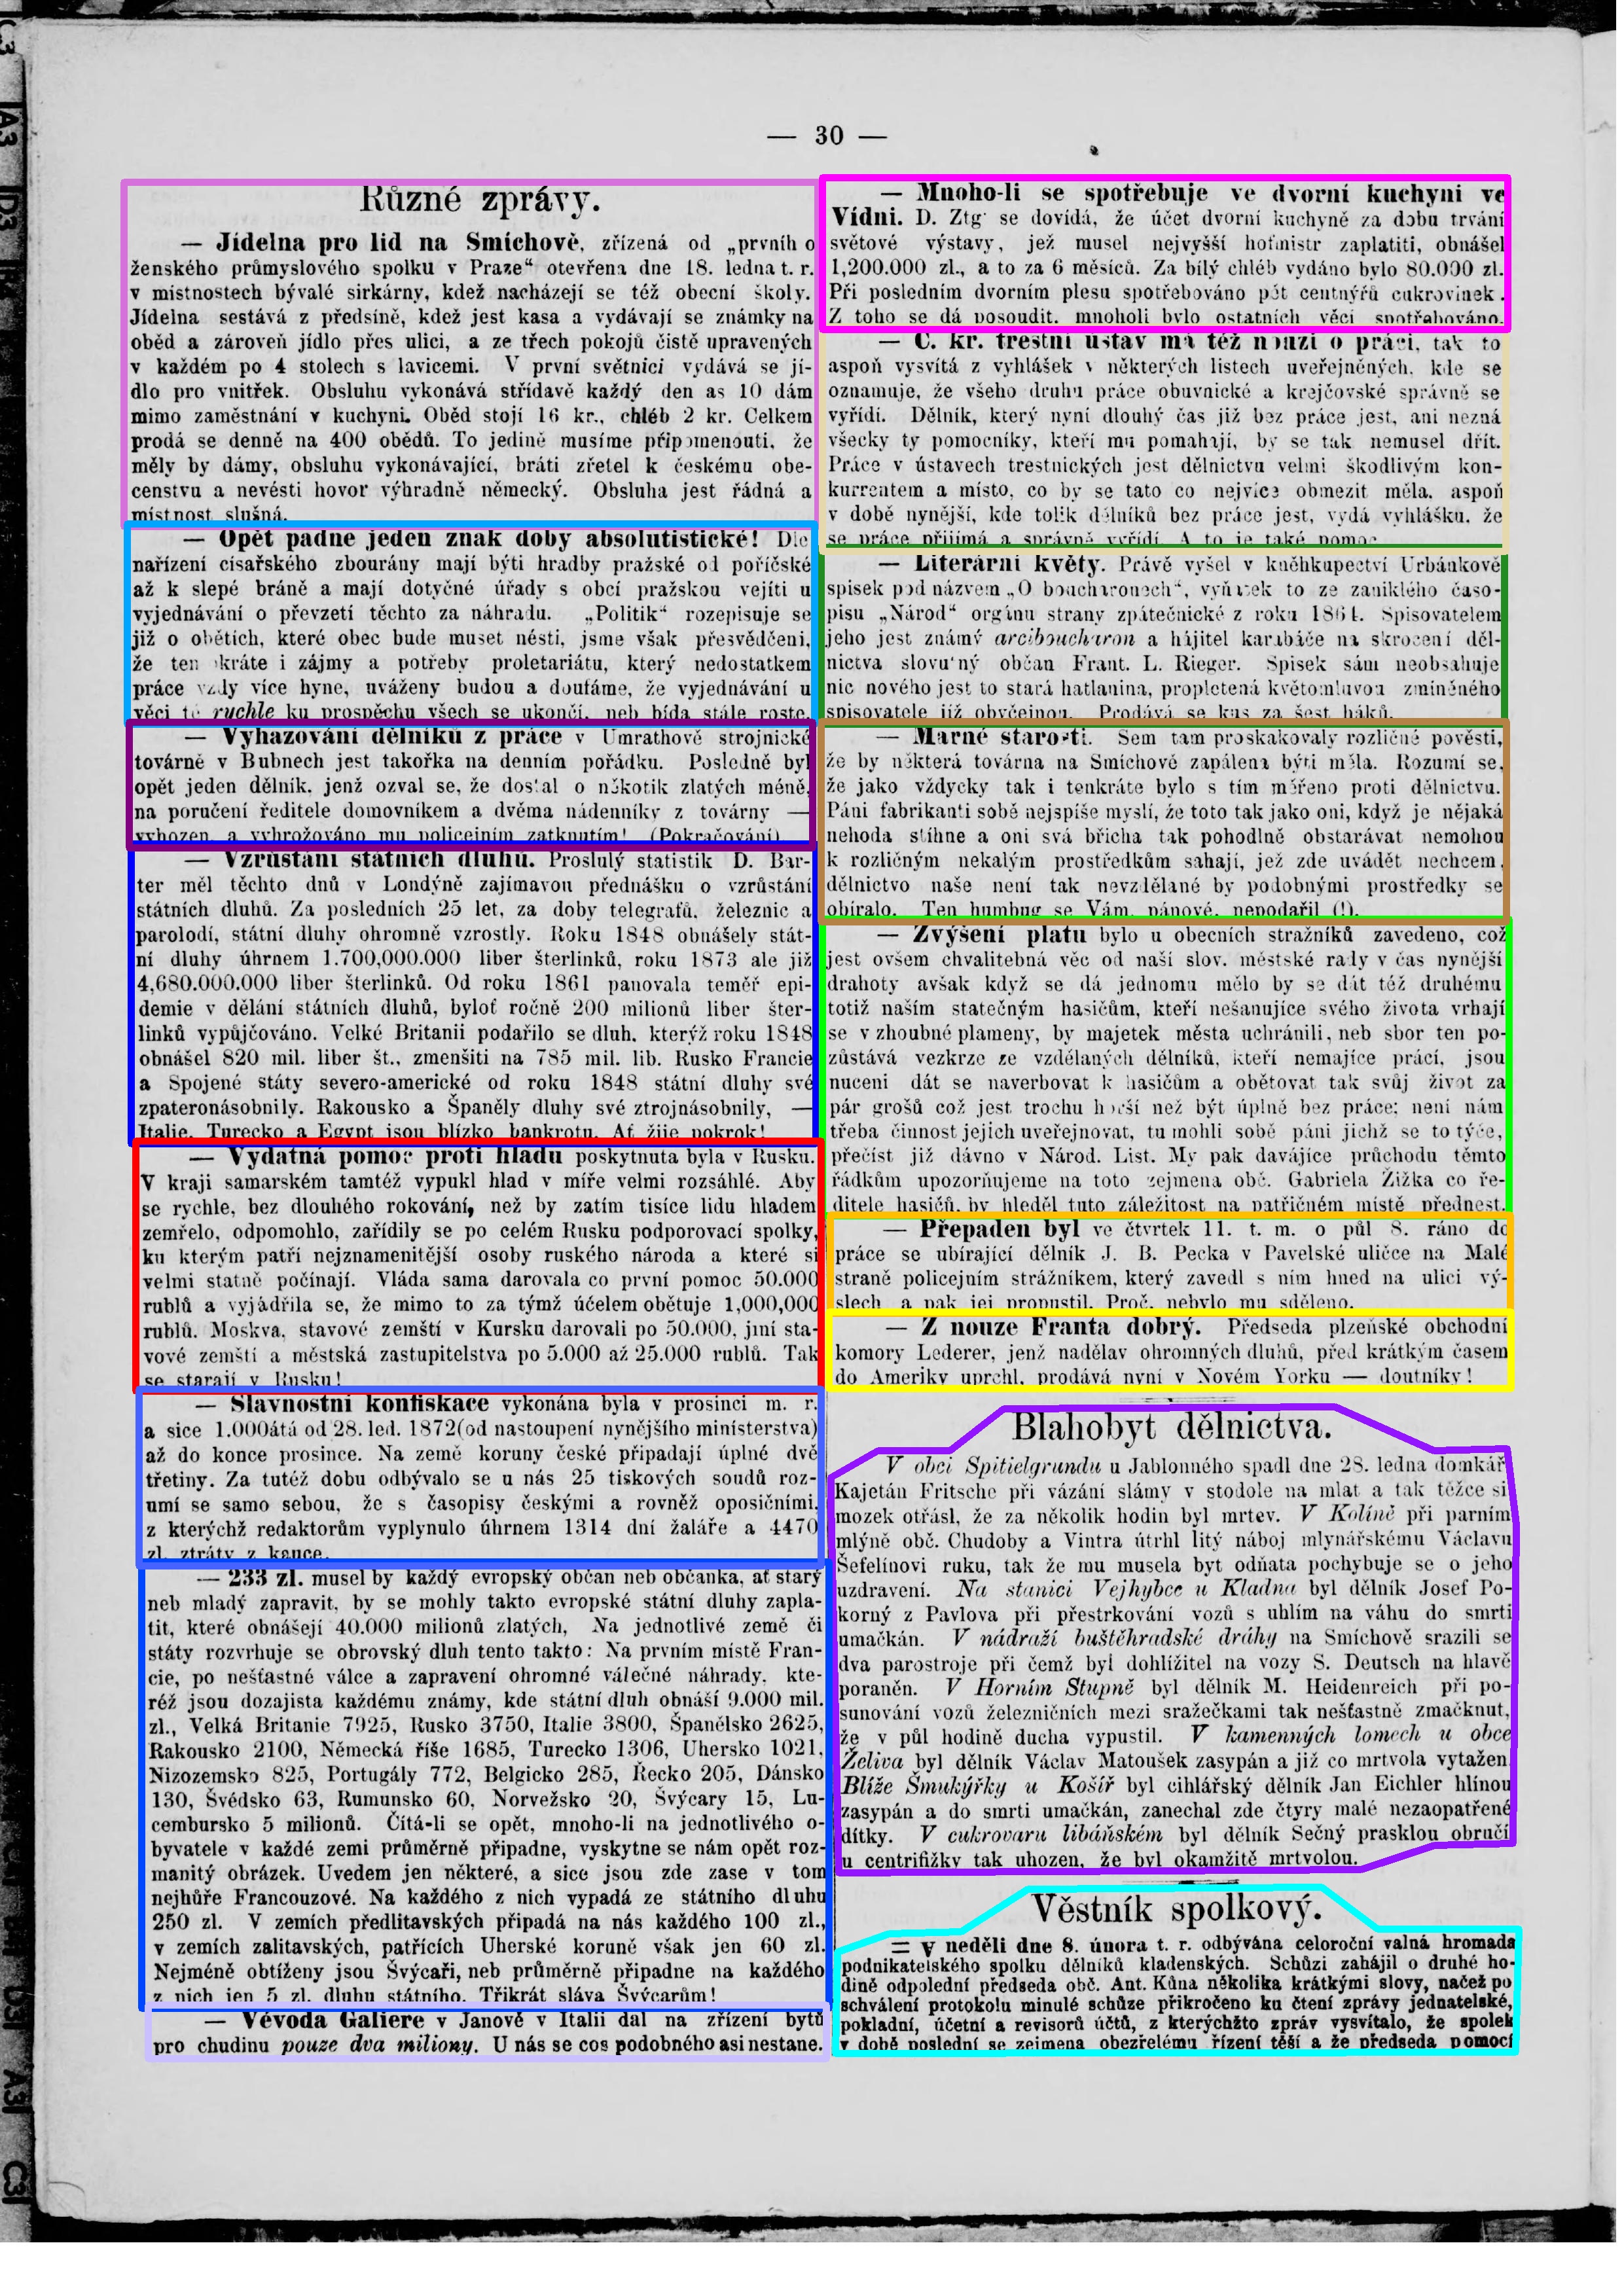 — 30 —
Různé zprávy.
— Jídelna pro lid na Smíchově, zřízená od „prvního
ženského průmyslového spolku v Praze“ otevřena dne 18. ledna t. r.
v místnostech bývalé sirkárny, kdež nacházejí se též obecní školy.
Jídelna sestává z předsíně, kdež jest kasa a vydávají se známky na
oběd a zároveň jídlo přes ulici, a ze třech pokojů čistě upravených
v každém po 4 stolech s lavicemi. V první světnici vydává se jí-
dlo pro vnitřek. Obsluhu vykonává střídavě každý den as 10 dám
mimo zaměstnání v kuchyni. Oběd stojí 16 kr., chléb 2 kr. Celkem
prodá se denně na 400 obědů. To jedině musíme připomenouti, že
měly by dámy, obsluhu vykonávající, bráti zřetel k českému obe-
censtvu a nevésti hovor výhradně německý. Obsluha jest řádná a
místnost slušná.
— Opět padne jeden znak doby absolutistické! Dle
nařízení císařského zbourány mají býti hradby pražské od poříčské
až k slepé bráně a mají dotyčné úřady s obcí pražskou vejíti u
vyjednávání o převzetí těchto za náhradu. „Politik“ rozepisuje se
již o obětích, které obec bude muset nésti, jsme však přesvědčeni,
že ten kráte i zájmy a potřeby proletariátu, který nedostatkem
práce vždy více hyne, uváženy budou a doufáme, že vyjednávání u
věci té rychle ku prospěchu všech se ukončí, neb bída stále roste.
— Vyhazování dělníků z práce v Umrathově strojnické
továrně v Bubnech jest takořka na denním pořádku. Posledně byl
opět jeden dělník, jenž ozval se, že dostal o několik zlatých méně,
na poručení ředitele domovníkem a dvěma nádenníky z továrny —
vyhozen a vyhrožováno mu policejním zatknutím! (Pokračování)
— Vzrůstání státních dluhů. Proslulý statistik D. Bar-
ter měl těchto dnů v Londýně zajímavou přednášku o vzrůstání
státních dluhů. Za posledních 25 let, za doby telegrafů, železnic a
parolodí, státní dluhy ohromně vzrostly. Roku 1848 obnášely stát-
ní dluhy úhrnem 1.700,000.000 liber šterlinků, roku 1873 ale již
4,680.000.000 liber šterlinků. Od roku 1861 panovala teměř epi-
demie v dělání státních dluhů, byloť ročně 200 milionů liber šter-
linků vypůjčováno. Velké Britanii podařilo se dluh, kterýž roku 1848
obnášel 820 mil. liber št., zmenšiti na 785 mil. lib. Rusko Francie
a Spojené státy severo-americké od roku 1848 státní dluhy své
zpateronásobnily. Rakousko a Španěly dluhy své ztrojnásobnily, —
Italie, Turecko a Egypt jsou blízko bankrotu. Ať žije pokrok!
— Vydatná pomoc proti hladu poskytnuta byla v Rusku.
V kraji samarském tamtéž vypukl hlad v míře velmi rozsáhlé. Aby
se rychle, bez dlouhého rokování, než by zatím tisíce lidu hladem
zemřelo, odpomohlo, zařídily se po celém Rusku podporovací spolky,
ku kterým patří nejznamenitější osoby ruského národa a které si
velmi statně počínají. Vláda sama darovala co první pomoc 50.000
rublů a vyjádřila se, že mimo to za týmž účelem obětuje 1,000,000
rublů. Moskva, stavové zemští v Kursku darovali po 50.000, jiní sta-
vové zemští a městská zastupitelstva po 5.000 až 25.000 rublů. Tak
se starají v Rusku!
— Slavnostní konfiskace vykonána byla v prosinci m. r.
a sice 1.000átá od 28. led. 1872(od nastoupení nynějšího ministerstva)
až do konce prosince. Na země koruny české připadají úplné dvě
třetiny. Za tutéž dobu odbývalo se u nás 25 tiskových soudů roz-
umí se samo sebou, že s časopisy českými a rovněž oposičními,
z kterýchž redaktorům vyplynulo úhrnem 1314 dní žaláře a 4470
zl. ztráty z kauce.
— 233 zl. musel by každý evropský občan neb občanka, ať starý
neb mladý zapravit, by se mohly takto evropské státní dluhy zapla-
tit, které obnášejí 40.000 milionů zlatých, Na jednotlivé země či
státy rozvrhuje se obrovský dluh tento takto: Na prvním místě Fran-
cie, po nešťastné válce a zapravení ohromné válečné náhrady, kte-
réž jsou dozajista každému známy, kde státní dluh obnáší 9.000 mil.
zl., Velká Britanie 7925, Rusko 3750, Italie 3800, Španělsko 2625,
Rakousko 2100, Německá říše 1685, Turecko 1306, Uhersko 1021,
Nizozemsko 825, Portugály 772, Belgicko 285, Řecko 205, Dánsko
130, Švédsko 63, Rumunsko 60, Norvežsko 20, Švýcary 15, Lu-
cembursko 5 milionů. Čítá-li se opět, mnoho-li na jednotlivého o-
byvatele v každé zemi průměrně připadne, vyskytne se nám opět roz-
manitý obrázek. Uvedem jen některé, a sice jsou zde zase v tom
nejhůře Francouzové. Na každého z nich vypadá ze státního dluhu
250 zl. V zemích předlitavských připadá na nás každého 100 zl.,
v zemích zalitavských, patřících Uherské koruně však jen 60 zl.
Nejméně obtíženy jsou Švýcaři, neb průměrně připadne na každého
z nich jen 5 zl. dluhu státního. Třikrát sláva Švýcarům!
— Vévoda Galiere v Janově v Italii dal na zřízení bytů
pro chudinu pouze dva miliony. U nás se cos podobného asi nestane.
— Mnoho-li se spotřebuje ve dvorní kuchyni ve
Vídni. D. Ztg se dovídá, že účet dvorní kuchyně za dobu trvání
světové výstavy, jež musel nejvyšší hofmistr zaplatiti, obnášel
1,200.000 zl., a to za 6 měsíců. Za bílý chléb vydáno bylo 80.000 zl.
Při posledním dvorním plesu spotřebováno pět centnýřů cukrovinek.
Z toho se dá posoudit, mnoholi bylo ostatních věcí spotřebováno.
— C. kr. trestní ústav má též nouzi o práci, tak to
aspoň vysvítá z vyhlášek v některých listech uveřejněných, kde se
oznamuje, že všeho druhu práce obuvnické a krejčovské správně se
vyřídí. Dělník, který nyní dlouhý čas již bez práce jest, ani nezná
všecky ty pomocníky, kteří mu pomahají, by se tak nemusel dřít.
Práce v ústavech trestnických jest dělnictvu velmi škodlivým kon-
kurrentem a místo, co by se tato co nejvíce obmezit měla, aspoň
v době nynější, kde tolik dělníků bez práce jest, vydá vyhlášku, že
se práce přijímá a správně vyřídí. A to je také pomoc
— Literární květy. Právě vyšel v kněhkupectví Urbánkově
spisek pod názvem „O boucharonech“, vyňatek to ze zaniklého časo-
pisu „Národ“ orgánu strany zpátečnické z roku 1864. Spisovatelem
jeho jest známý arciboucharon a hájitel karabáče na skrocení děl-
nictva slovutný občan Frant. L. Rieger. Spisek sám neobsahuje
nic nového jest to stará hatlanina, propletená květomluvou zmíněného
spisovatele již obyčejnou. Prodává se kus za šest háků.
— Marné starosti. Sem tam proskakovaly rozličné pověsti,
že by některá továrna na Smíchově zapálena býti měla. Rozumí se,
že jako vždycky tak i tenkráte bylo s tím měřeno proti dělnictvu.
Páni fabrikanti sobě nejspíše myslí, že toto tak jako oni, když je nějaká
nehoda stihne a oni svá břicha tak pohodlně obstarávat nemohou
k rozličným nekalým prostředkům sahají, jež zde uvádět nechcem,
dělnictvo naše není tak nevzdělané by podobnými prostředky se
obíralo. Ten humbug se Vám, pánové, nepodařil (!).
— Zvýšení platu bylo u obecních strážníků zavedeno, což
jest ovšem chvalitebná věc od naší slov. městské rady v čas nynější
drahoty avšak když se dá jednomu mělo by se dát též druhému
totiž našim statečným hasičům, kteří nešanujíce svého života vrhají
se v zhoubné plameny, by majetek města uchránili, neb sbor ten po-
zůstává vezkrze ze vzdělaných dělníků, kteří nemajíce prácí, jsou
nuceni dát se naverbovat k hasičům a obětovat tak svůj život za
pár grošů což jest trochu horší než být úplně bez práce; není nám
třeba činnost jejich uveřejnovat, tu mohli sobě páni jichž se to týče,
přečíst již dávno v Národ. List. My pak davájíce průchodu těmto
řádkům upozorňujeme na toto zejmena obč. Gabriela Žižka co ře-
ditele hasičů, by hleděl tuto záležitost na patřičném místě přednest.
— Přepaden byl ve čtvrtek 11. t. m. o půl 8. ráno do
práce se ubírající dělník J. B. Pecka v Pavelské uličce na Malé
straně policejním strážníkem, který zavedl s ním hned na ulici vý-
slech a pak jej propustil. Proč, nebylo mu sděleno.
— Z nouze Franta dobrý. Předseda plzeňské obchodní
komory Lederer, jenž nadělav ohromných dluhů, před krátkým časem
do Ameriky uprchl, prodává nyní v Novém Yorku — doutníky!
Blahobyt dělnictva.
V obci Spitielgrundu u Jablonného spadl dne 28. ledna domkář
Kajetán Fritsche při vázání slámy v stodole na mlat a tak těžce si
mozek otřásl, že za několik hodin byl mrtev. V Kolíně při parním
mlýně obč. Chudoby a Vintra útrhl litý náboj mlynářskému Václavu
Šefelínovi ruku, tak že mu musela byt odňata pochybuje se o jeho
uzdravení. Na stanici Vejhybce u Kladna byl dělník Josef Po-
korný z Pavlova při přestrkování vozů s uhlím na váhu do smrti
umačkán. V nádraží buštěhradské dráhy na Smíchově srazili se
dva parostroje při čemž byl dohlížitel na vozy S. Deutsch na hlavě
poraněn. V Horním Stupně byl dělník M. Heidenreich při po-
sunování vozů železničních mezi sražečkami tak nešťastně zmačknut,
že v půl hodině ducha vypustil. V kamenných lomech u obce
Želiva byl dělník Václav Matoušek zasypán a již co mrtvola vytažen
Blíže Šmukýřky u Košíř byl cihlářský dělník Jan Eichler hlínou
zasypán a do smrti umačkán, zanechal zde čtyry malé nezaopatřené
dítky. V cukrovaru libáňském byl dělník Sečný prasklou obručí
u centrifižky tak uhozen, že byl okamžitě mrtvolou.
Věstník spolkový.
= V neděli dne 8. února t. r. odbývána celoroční valná hromada
podnikatelského spolku dělníků kladenských. Schůzi zahájil o druhé ho-
dině odpolední předseda obč. Ant. Kůna několika krátkými slovy, načež po
schválení protokolu minulé schůze přikročeno ku čtení zprávy jednatelské,
pokladní, účetní a revisorů účtů, z kterýchžto zpráv vysvítalo, že spolek
v době poslední se zejmena obezřelému řízení těší a že předseda pomocí